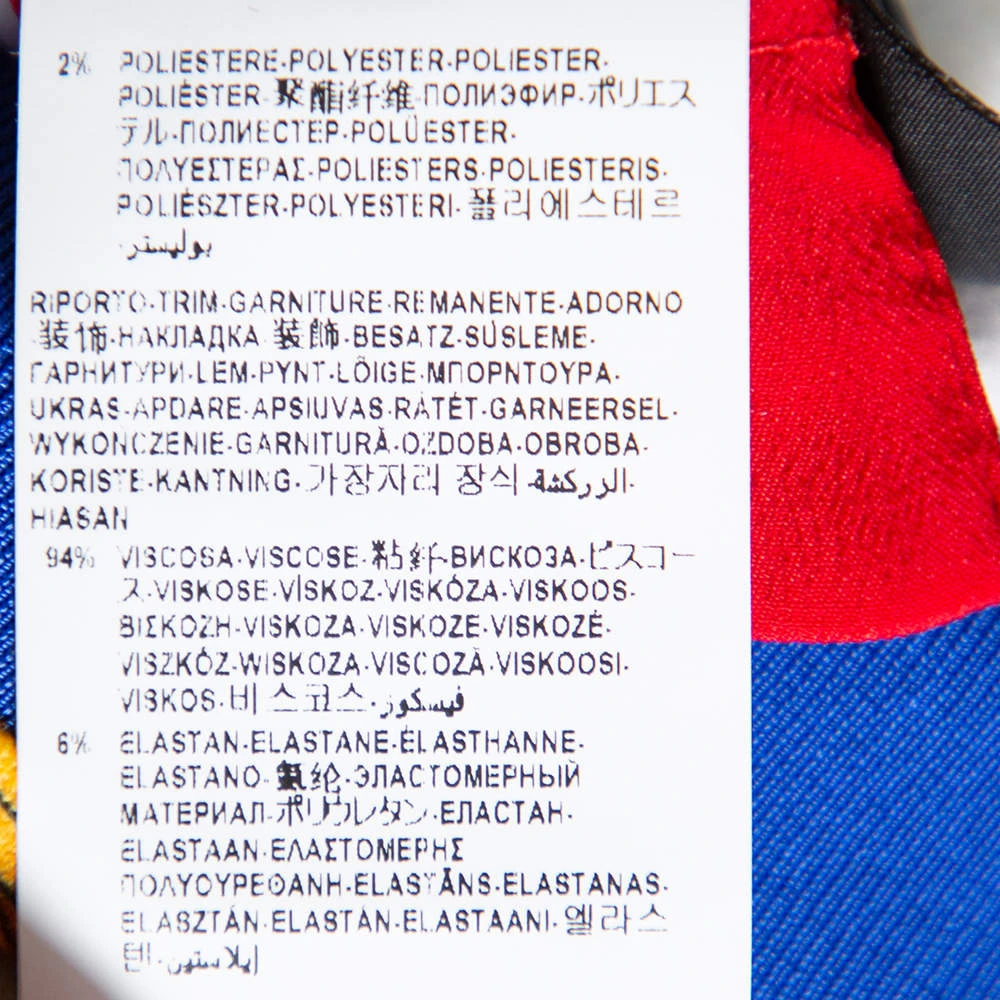 2% POLIESTERE·POLYESTER·POLIESTER·
POLIÉSTER·聚酯纤维·ПОЛИЭФИР·ポリエス
テル·ПОЛИЕСТЕР·POLÜESTER·
ΠΟΛΥΕΣΤΕΡΑΣ·POLIESTERS·POLIESTERIS·
POLIÉSZTER·POLYESTERI·폴리에스테르
·بوليستر
RIPORTO·TRIM·GARNITURE·REMANENTE·ADORNO
·装饰·НАКЛАДКА·装飾·BESATZ·SÜSLEME·
ГАРНИТУРИ·LEM·PYNT·LÕIGE·ΜΠΟΡΝΤΟΥΡΑ·
UKRAS·APDARE·APSIUVAS·RÁTÉT·GARNEERSEL·
WYKOŃCZENIE·GARNITURĂ·OZDOBA·OBROBA·
KORISTE·KANTNING·가장자리 장식·الزركشة·
HIASAN
94% VISCOSA·VISCOSE·粘纤·ВИСКОЗА·ビスコー
ス·VISKOSE·VİSKOZ·VISKÓZA·VISKOOS·
ΒΙΣΚΟΖΗ·VISKOZA·VISKOZE·VISKOZĖ·
VISZKÓZ·WISKOZA·VISCOZĂ·VISKOOSI·
VISKOS·비스코스·فيسكوز
6% ELASTAN·ELASTANE·ÉLASTHANNE·
ELASTANO·氨纶·ЭЛАСТОМЕРНЫЙ
МАТЕРИАЛ·ポリウレタン·ЕЛАСТАН·
ELASTAAN·ΕΛΑΣΤΟΜΕΡΗΣ
ΠΟΛΥΟΥΡΕΘΑΝΗ·ELASTĀNS·ELASTANAS·
ELASZTÁN·ELASTAN·ELASTAANI·엘라스
텐·إيلاستين